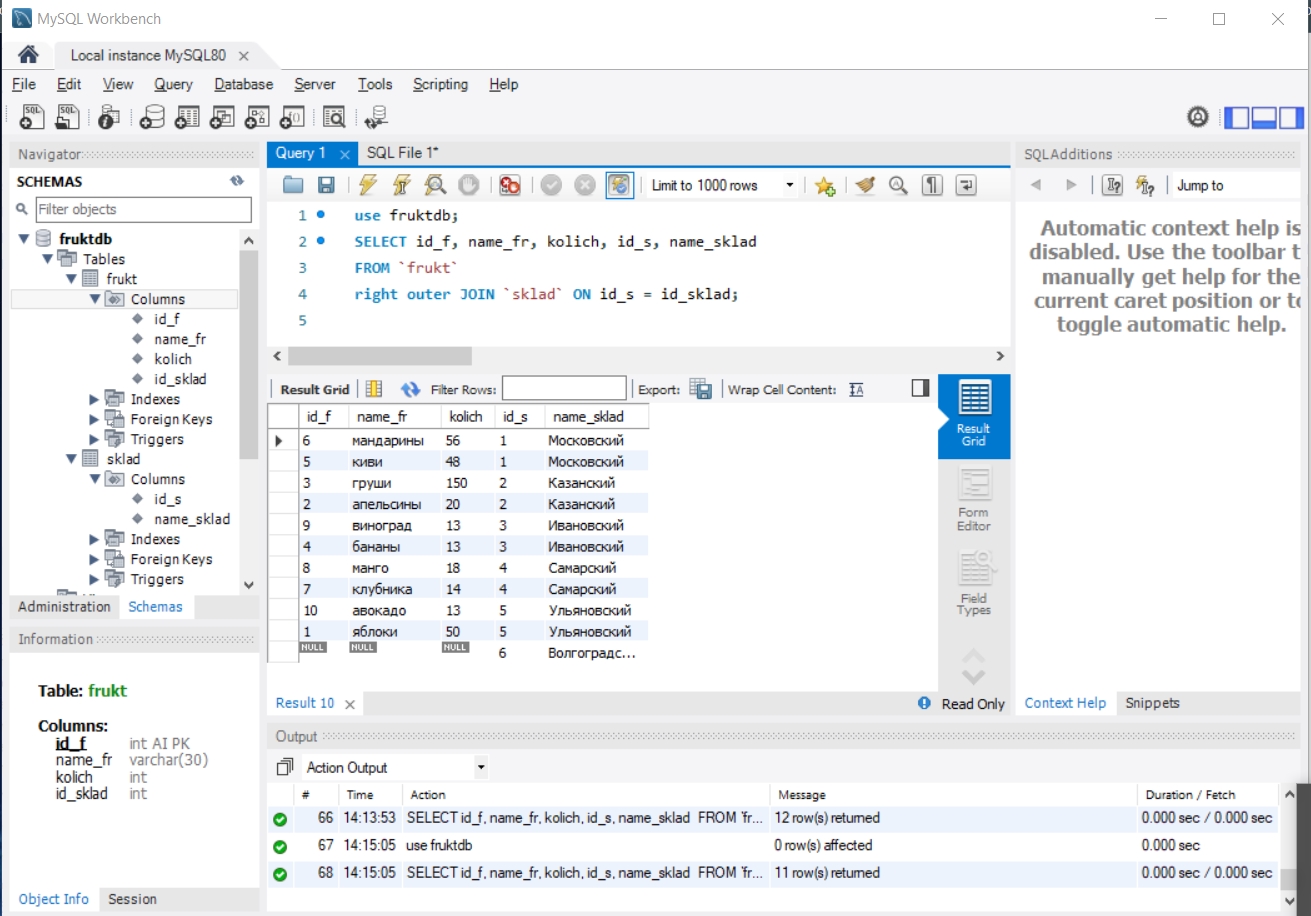 MySQL Workbench
Local instance MySQL80
File Edit View Query Database Server Tools Scripting Help
Navigator
SCHEMAS
Filter objects
fruktdb
Tables
frukt
Columns
id_f
name_fr
kolich
id_sklad
Indexes
Foreign Keys
Triggers
sklad
Columns
id_s
name_sklad
Indexes
Foreign Keys
Triggers
Administration Schemas
Information
Table: frukt
Columns:
id_f int AI PK
name_fr varchar(30)
kolich int
id_sklad int
Object Info Session
Query 1 SQL File 1*
Limit to 1000 rows
1 use fruktdb;
2 SELECT id_f, name_fr, kolich, id_s, name_sklad
3 FROM `frukt`
4 right outer JOIN `sklad` ON id_s = id_sklad;
5
Result Grid Filter Rows: Export: Wrap Cell Content:
id_f name_fr kolich id_s name_sklad
6 мандарины 56 1 Московский
5 киви 48 1 Московский
3 груши 150 2 Казанский
2 апельсины 20 2 Казанский
9 виноград 13 3 Ивановский
4 бананы 13 3 Ивановский
8 манго 18 4 Самарский
7 клубника 14 4 Самарский
10 авокадо 13 5 Ульяновский
1 яблоки 50 5 Ульяновский
NULL NULL NULL 6 Волгоградс...
Result
Grid
Form
Editor
Field
Types
Result 10 Read Only
SQLAdditions
Jump to
Automatic context help is
disabled. Use the toolbar t
manually get help for the
current caret position or to
toggle automatic help.
Context Help Snippets
Output
Action Output
# Time Action Message Duration / Fetch
66 14:13:53 SELECT id_f, name_fr, kolich, id_s, name_sklad FROM `fr... 12 row(s) returned 0.000 sec / 0.000 sec
67 14:15:05 use fruktdb 0 row(s) affected 0.000 sec
68 14:15:05 SELECT id_f, name_fr, kolich, id_s, name_sklad FROM `fr... 11 row(s) returned 0.000 sec / 0.000 sec